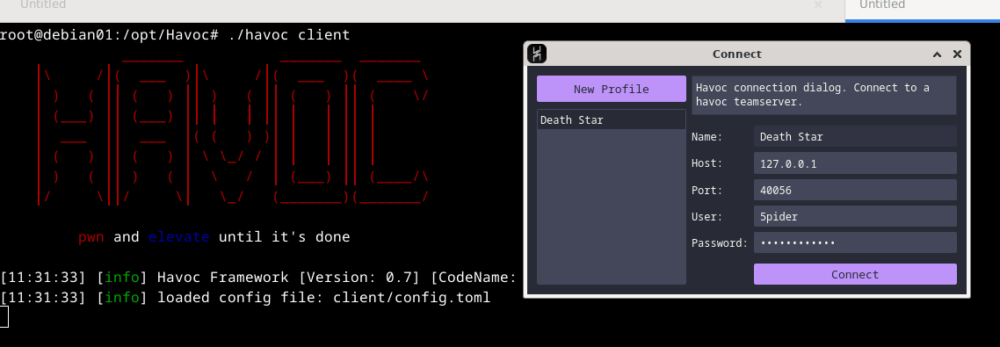 Untitled
Untitled
root@debian01:/opt/Havoc# ./havoc client
HAVOC
pwn and elevate until it's done
[11:31:33] [info] Havoc Framework [Version: 0.7] [CodeName:
[11:31:33] [info] loaded config file: client/config.toml
Connect
New Profile
Death Star
Havoc connection dialog. Connect to a
havoc teamserver.
Name: Death Star
Host: 127.0.0.1
Port: 40056
User: 5pider
Password: ••••••••••••
Connect